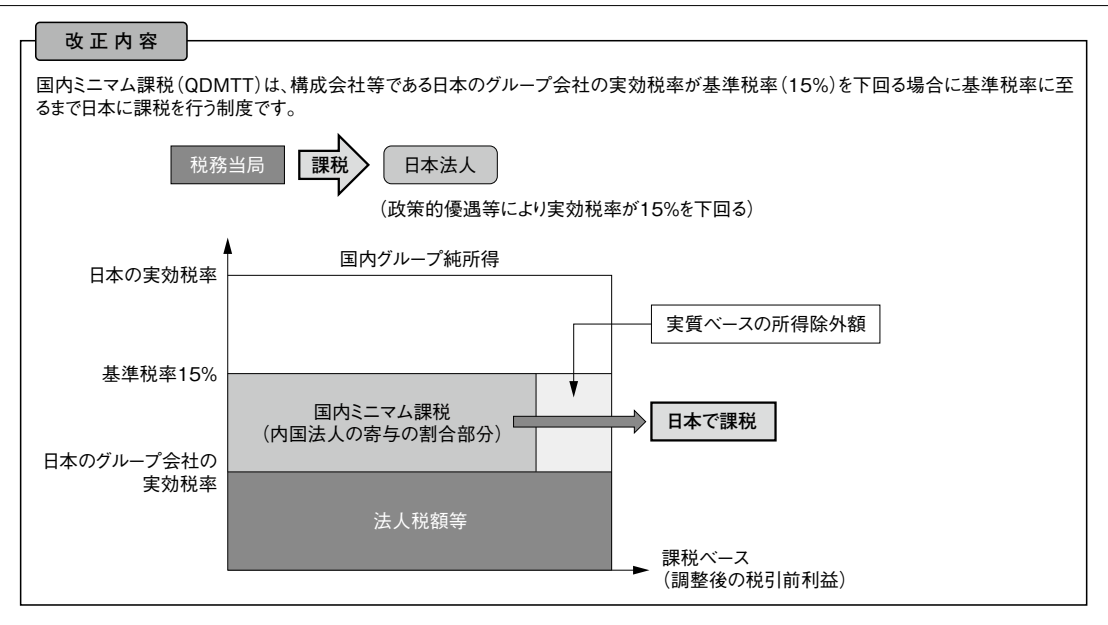 改正内容
国内ミニマム課税(QDMTT)は、構成会社等である日本のグループ会社の実効税率が基準税率(15%)を下回る場合に基準税率に至
るまで日本に課税を行う制度です。
税務当局
課税
日本法人
(政策的優遇等により実効税率が15%を下回る)
国内グループ純所得
日本の実効税率
実質ベースの所得除外額
基準税率15%
国内ミニマム課税
(内国法人の寄与の割合部分)
日本で課税
日本のグループ会社の
実効税率
法人税額等
課税ベース
(調整後の税引前利益)